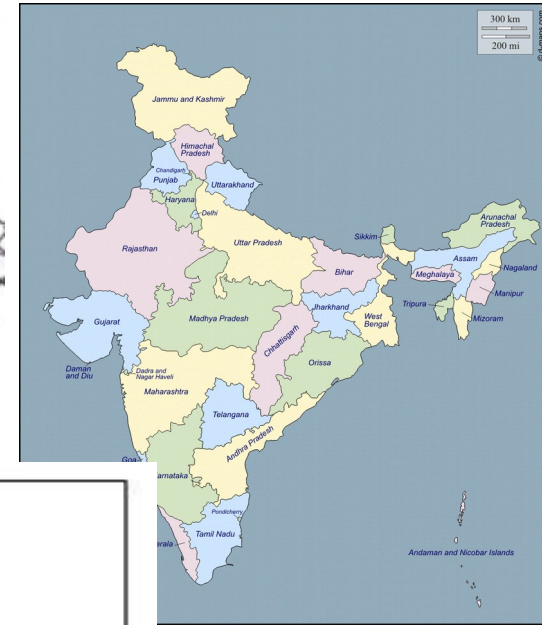 300 km
200 mi
© d-maps.com
Jammu and Kashmir
Himachal
Pradesh
Chandigarh
Punjab
Uttarakhand
Haryana
Delhi
Arunachal
Pradesh
Sikkim
Rajasthan
Uttar Pradesh
Assam
Bihar
Meghalaya
Nagaland
Manipur
Jharkhand
Tripura
Mizoram
West
Bengal
Gujarat
Madhya Pradesh
Chhattisgarh
Orissa
Daman
and Diu
Dadra and
Nagar Haveli
Maharashtra
Telangana
Andhra Pradesh
Goa
arnataka
Pondicherry
erala
Tamil Nadu
Andaman and Nicobar Islands